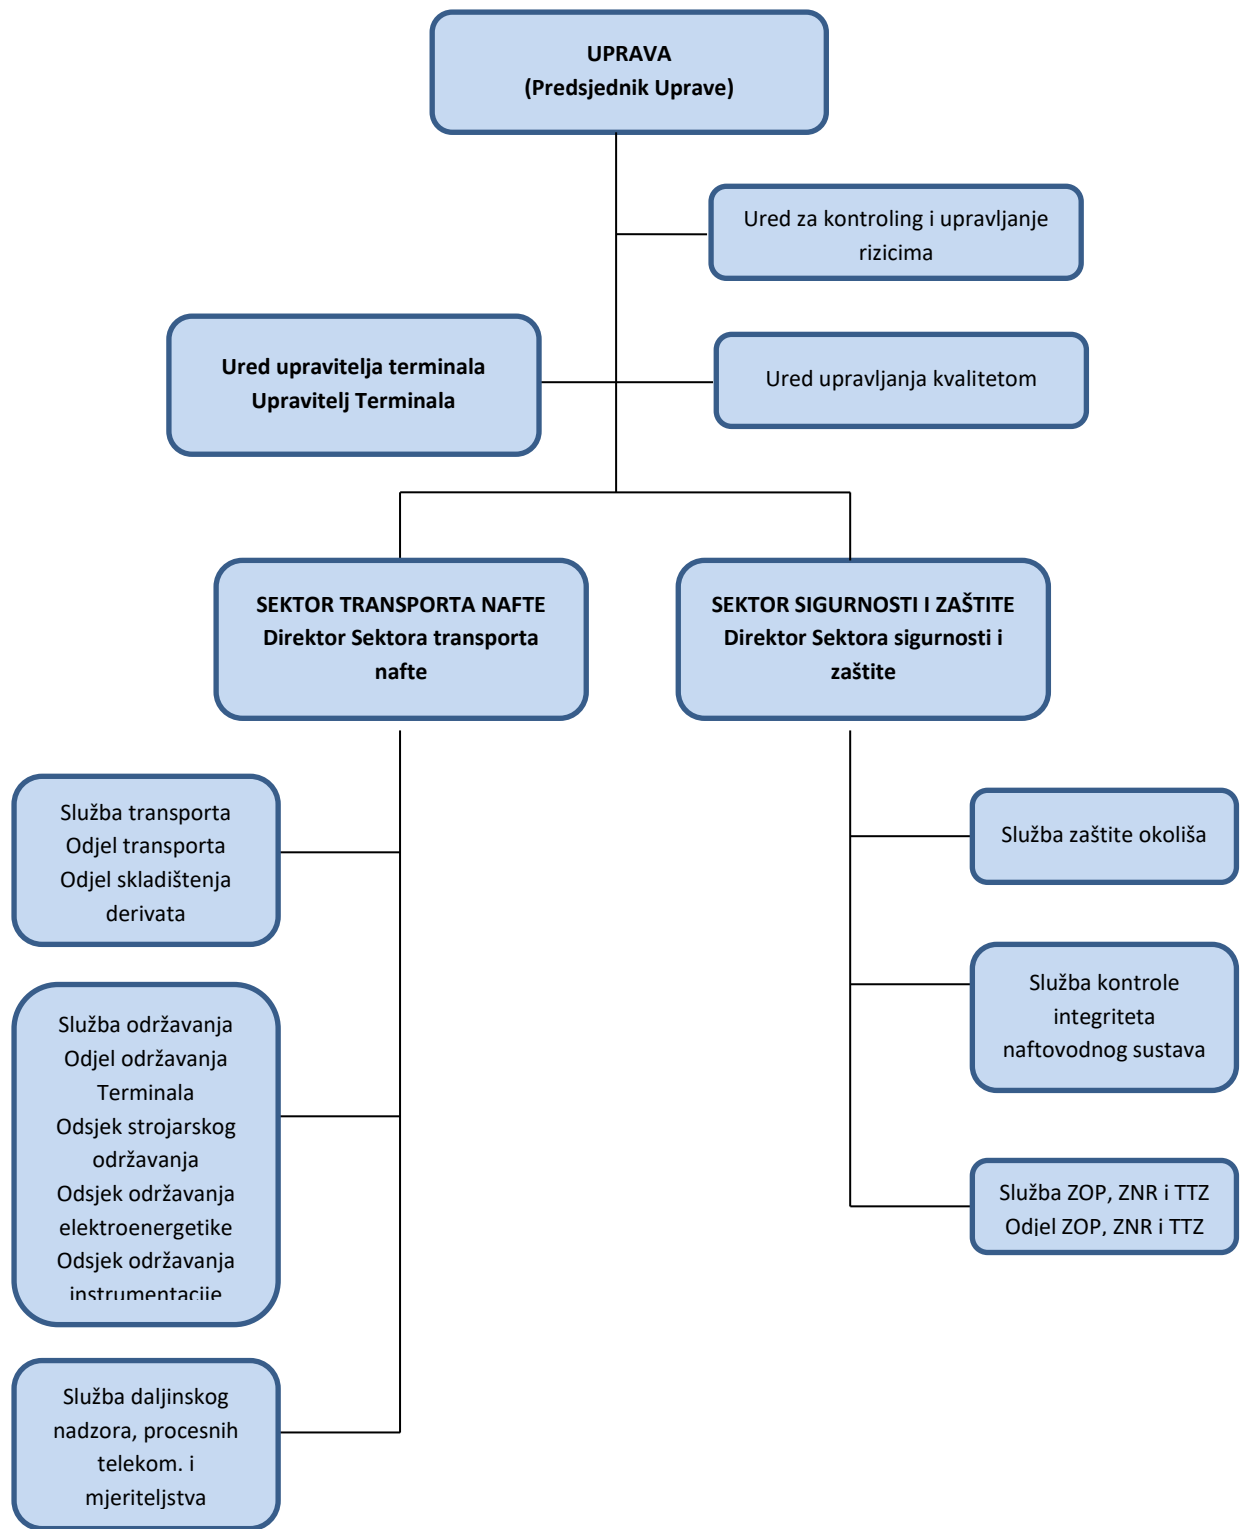 UPRAVA
(Predsjednik Uprave)
Ured za kontroling i upravljanje
rizicima
Ured upravitelja terminala
Upravitelj Terminala
Ured upravljanja kvalitetom
SEKTOR TRANSPORTA NAFTE
Direktor Sektora transporta
nafte
SEKTOR SIGURNOSTI I ZAŠTITE
Direktor Sektora sigurnosti i
zaštite
Služba transporta
Odjel transporta
Odjel skladištenja
derivata
Služba zaštite okoliša
Služba održavanja
Odjel održavanja
Terminala
Odsjek strojarskog
održavanja
Odsjek održavanja
elektroenergetike
Odsjek održavanja
instrumentacije
Služba kontrole
integriteta
naftovodnog sustava
Služba ZOP, ZNR i TTZ
Odjel ZOP, ZNR i TTZ
Služba daljinskog
nadzora, procesnih
telekom. i
mjeriteljstva